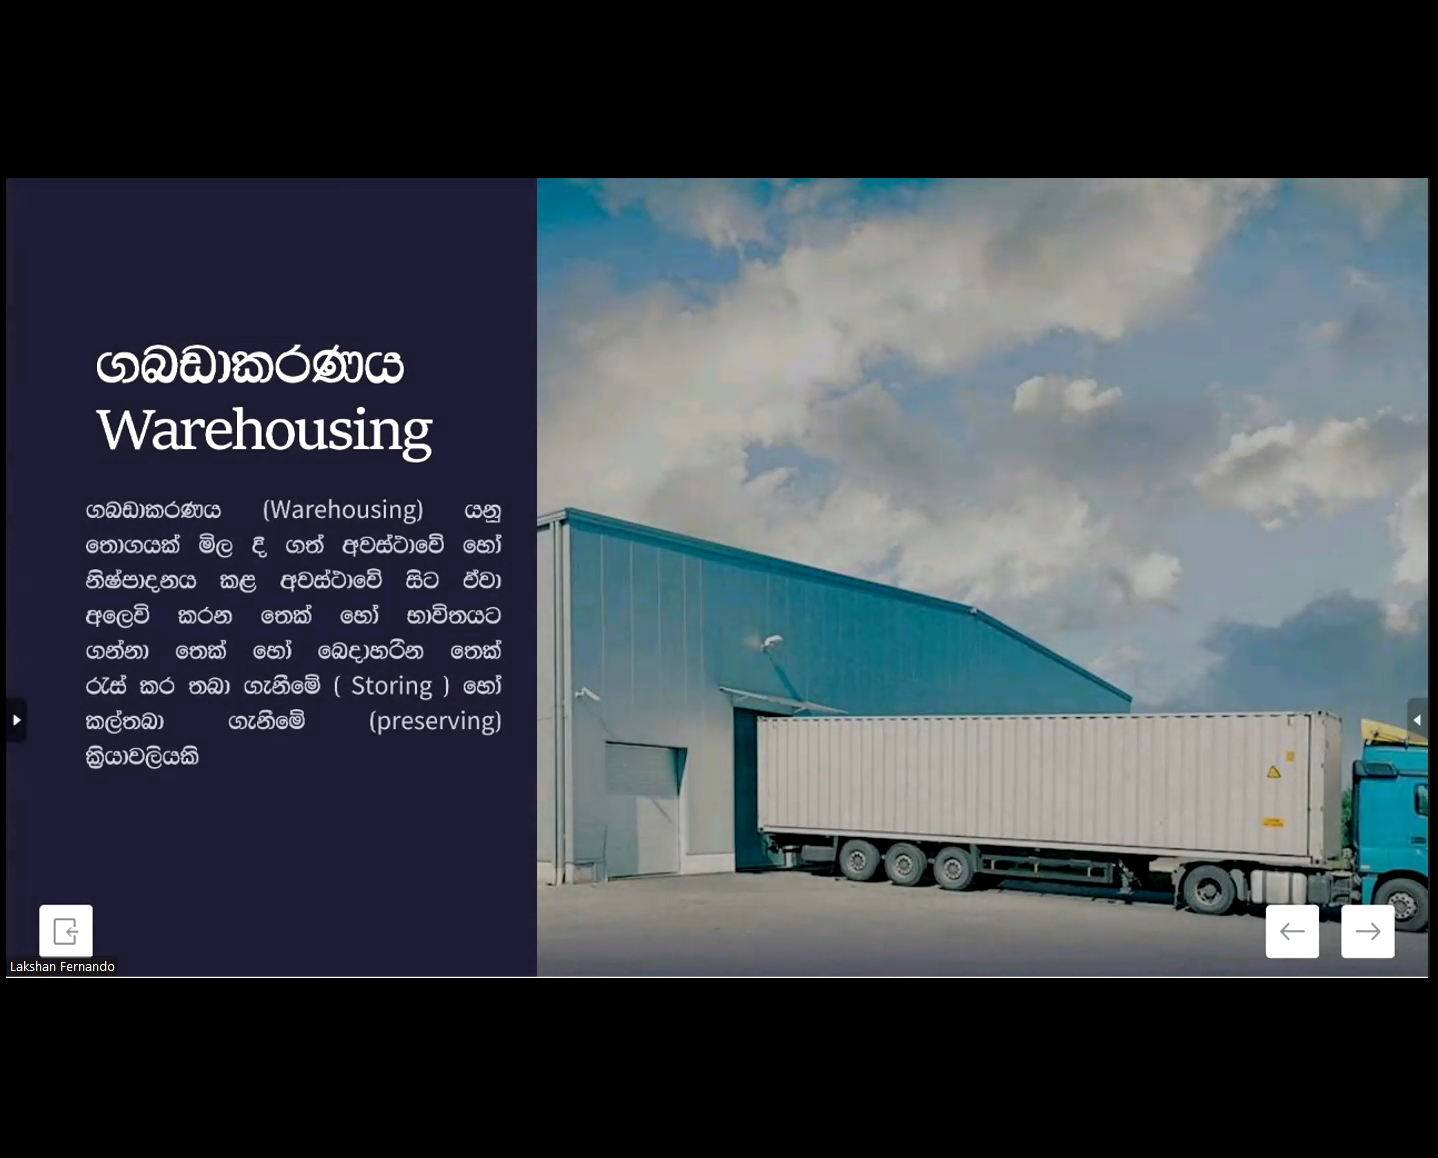 ගබඩාකරණය
Warehousing
ගබඩාකරණය (Warehousing) යනු
තොගයක් මිල දී ගත් අවස්ථාවේ හෝ
නිෂ්පාදනය කළ අවස්ථාවේ සිට ඒවා
අලෙවි කරන තෙක් හෝ භාවිතයට
ගන්නා තෙක් හෝ බෙදාහරින තෙක්
රැස් කර තබා ගැනීමේ ( Storing ) හෝ
කල්තබා ගැනීමේ (preserving)
ක්‍රියාවලියකි
Lakshan Fernando